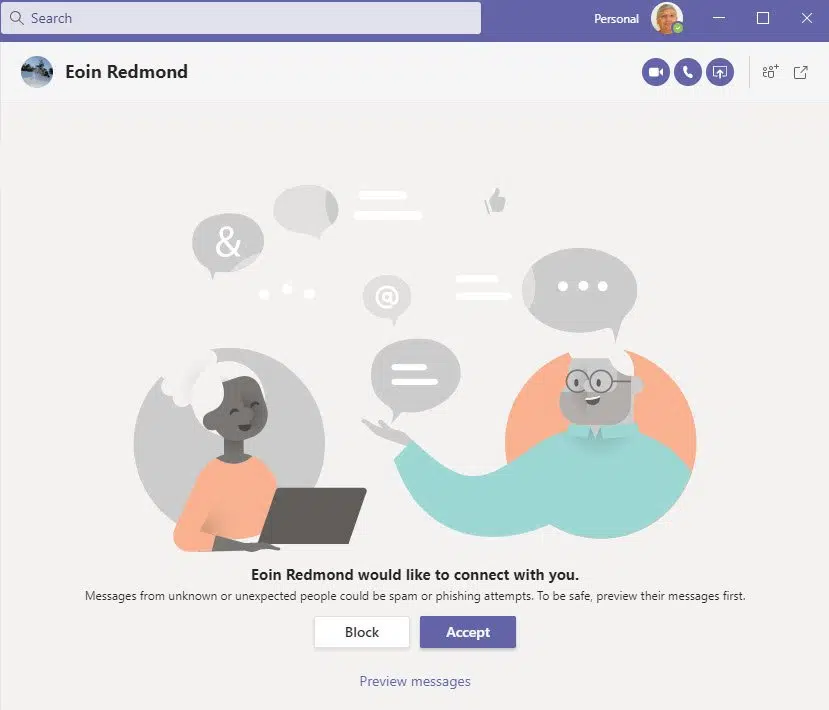 Search
Personal
Eoin Redmond
&
@
Eoin Redmond would like to connect with you.
Messages from unknown or unexpected people could be spam or phishing attempts. To be safe, preview their messages first.
Block
Accept
Preview messages